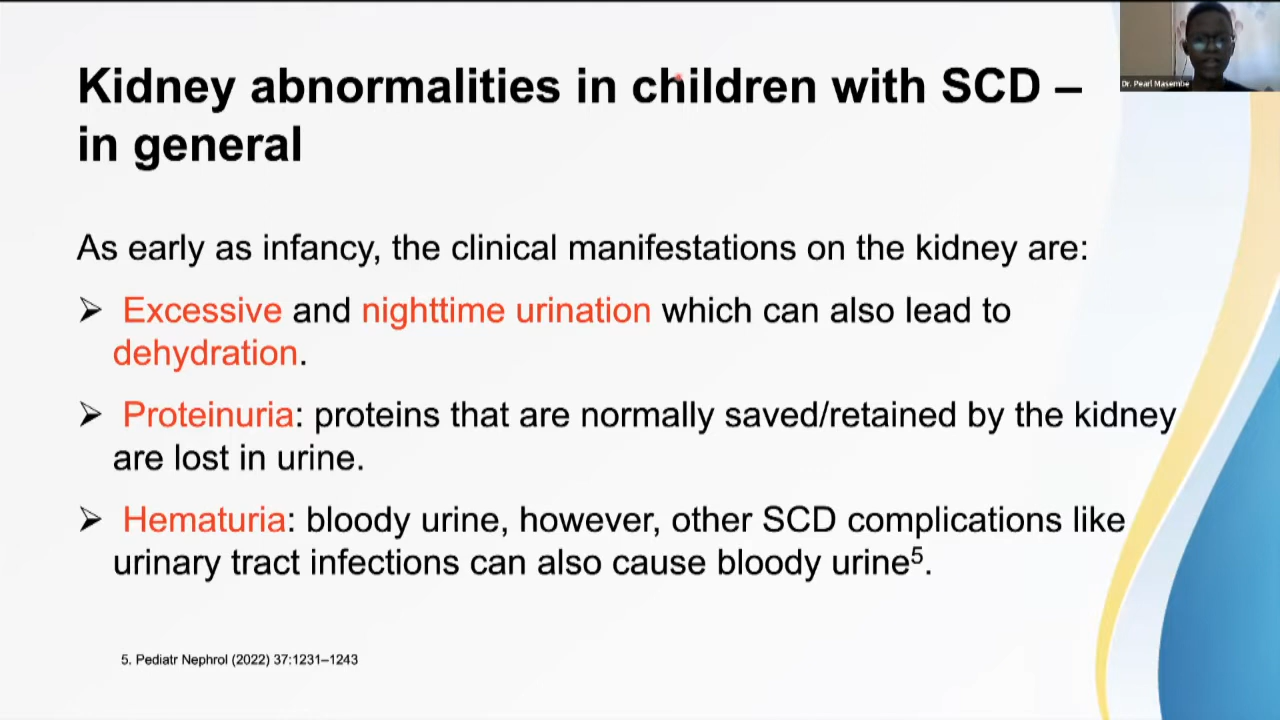 Kidney abnormalities in children with SCD –
in general
Dr. Pearl Masembe
As early as infancy, the clinical manifestations on the kidney are:
➢ Excessive and nighttime urination which can also lead to
dehydration.
➢ Proteinuria: proteins that are normally saved/retained by the kidney
are lost in urine.
➢ Hematuria: bloody urine, however, other SCD complications like
urinary tract infections can also cause bloody urine⁵.
5. Pediatr Nephrol (2022) 37:1231–1243